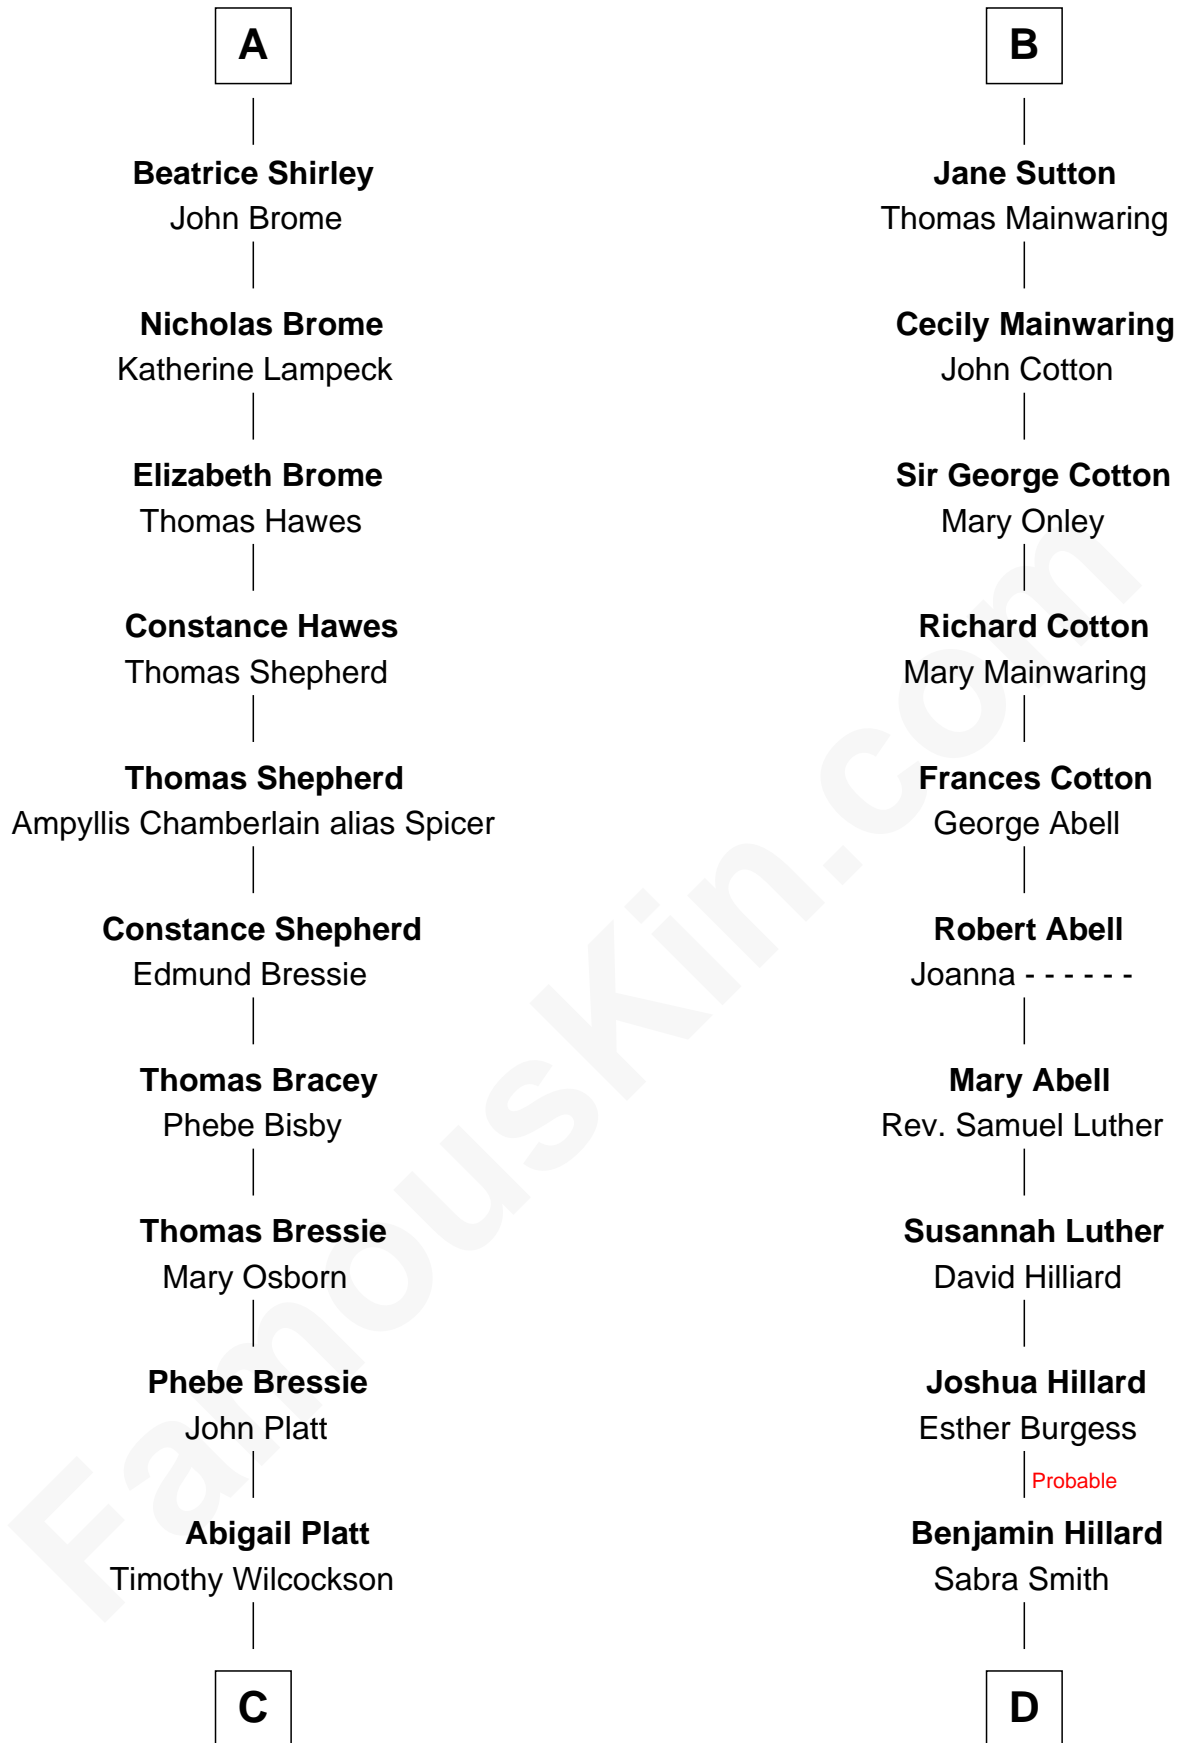 A
Beatrice Shirley
John Brome
Nicholas Brome
Katherine Lampeck
Elizabeth Brome
Thomas Hawes
Constance Hawes
Thomas Shepherd
Thomas Shepherd
Ampyllis Chamberlain alias Spicer
Constance Shepherd
Edmund Bressie
Thomas Bracey
Phebe Bisby
Thomas Bressie
Mary Osborn
Phebe Bressie
John Platt
Abigail Platt
Timothy Wilcockson
C
B
Jane Sutton
Thomas Mainwaring
Cecily Mainwaring
John Cotton
Sir George Cotton
Mary Onley
Richard Cotton
Mary Mainwaring
Frances Cotton
George Abell
Robert Abell
Joanna - - - - - -
Mary Abell
Rev. Samuel Luther
Susannah Luther
David Hilliard
Joshua Hillard
Esther Burgess
Probable
Benjamin Hillard
Sabra Smith
D
FamousKin.com